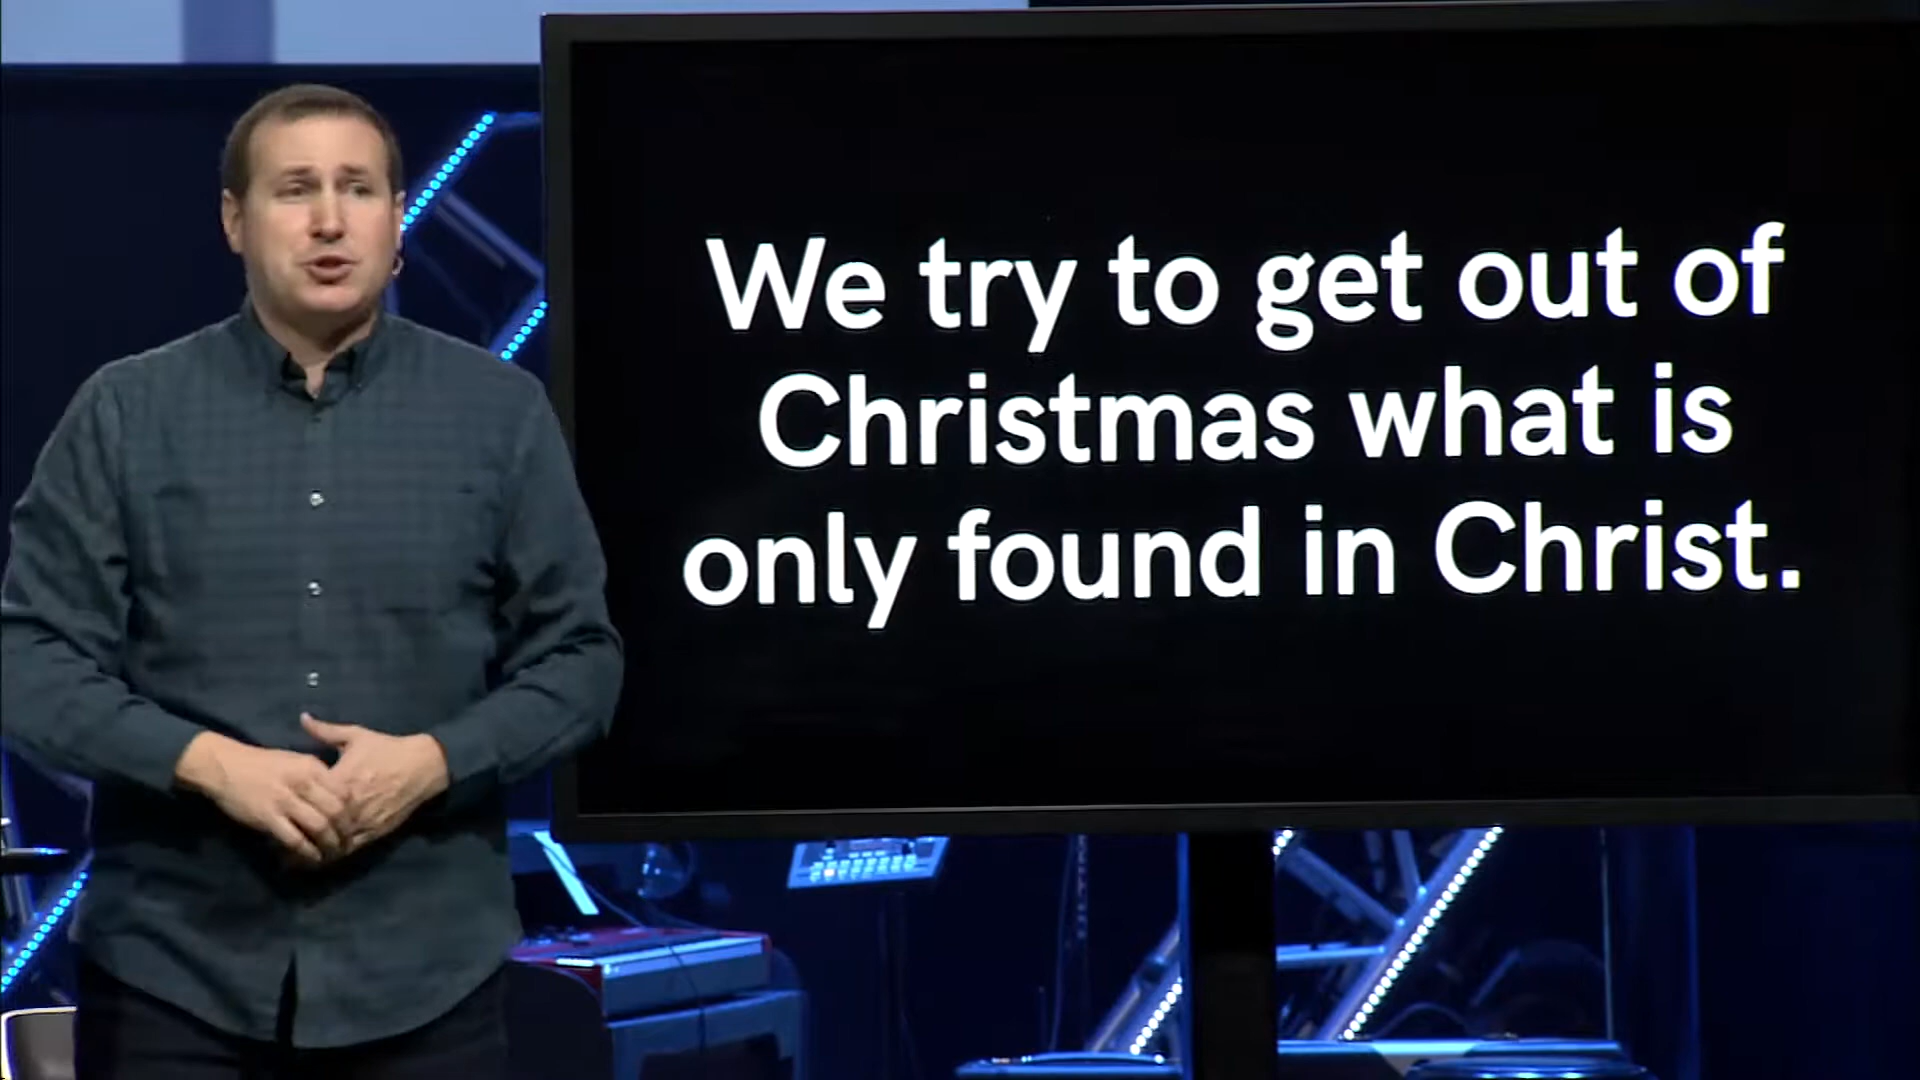 We try to get out of
Christmas what is
only found in Christ.